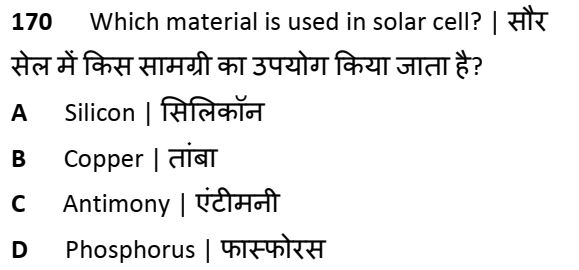 170 Which material is used in solar cell? | सौर
सेल में किस सामग्री का उपयोग किया जाता है?
A Silicon | सिलिकॉन
B Copper | तांबा
C Antimony | एंटीमनी
D Phosphorus | फास्फोरस